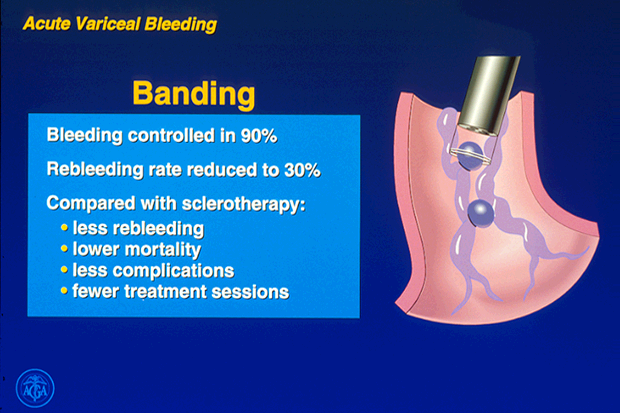 Acute Variceal Bleeding
Banding
Bleeding controlled in 90%
Rebleeding rate reduced to 30%
Compared with sclerotherapy:
• less rebleeding
• lower mortality
• less complications
• fewer treatment sessions
AGA